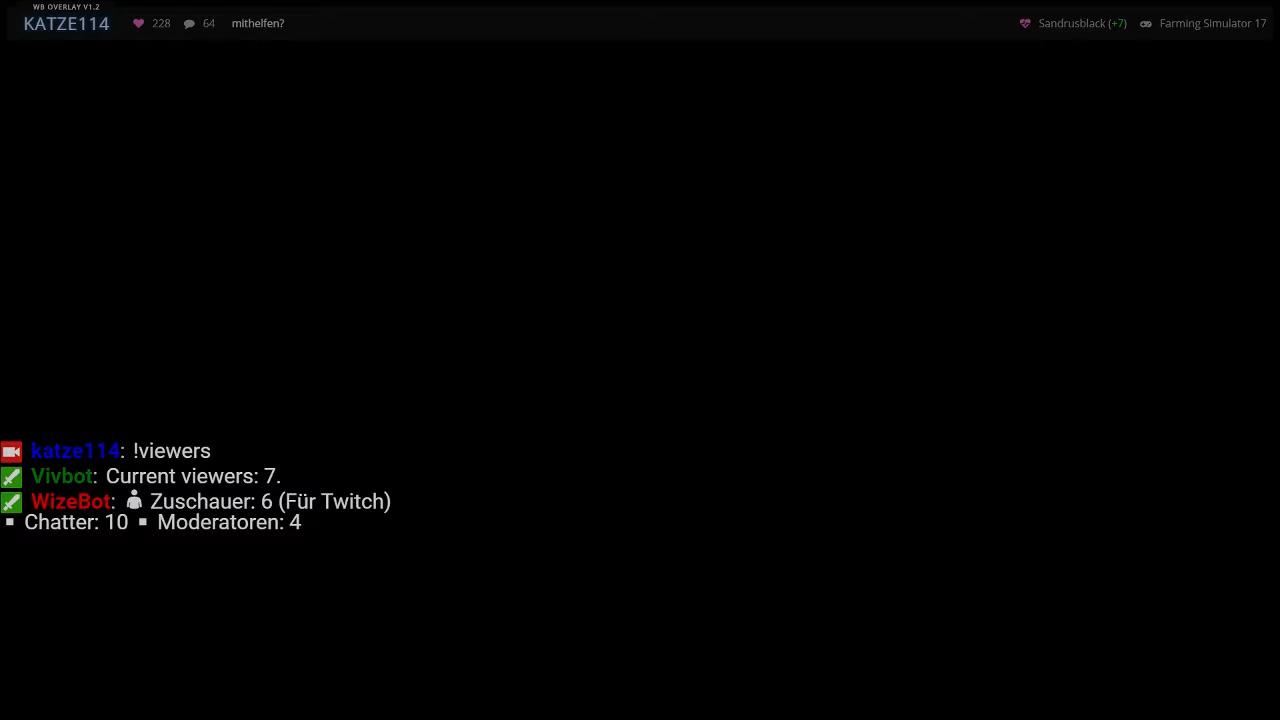 WB OVERLAY V1.2
KATZE114 228 64 mithelfen? Sandrusblack (+7) Farming Simulator 17
katze114: !viewers
Vivbot: Current viewers: 7.
WizeBot: Zuschauer: 6 (Für Twitch)
▪ Chatter: 10 ▪ Moderatoren: 4